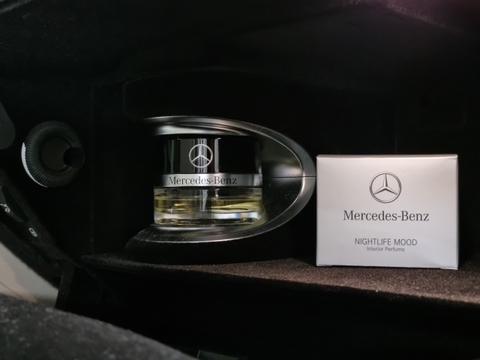 Mercedes-Benz
Mercedes-Benz
NIGHTLIFE MOOD
Interior Perfume